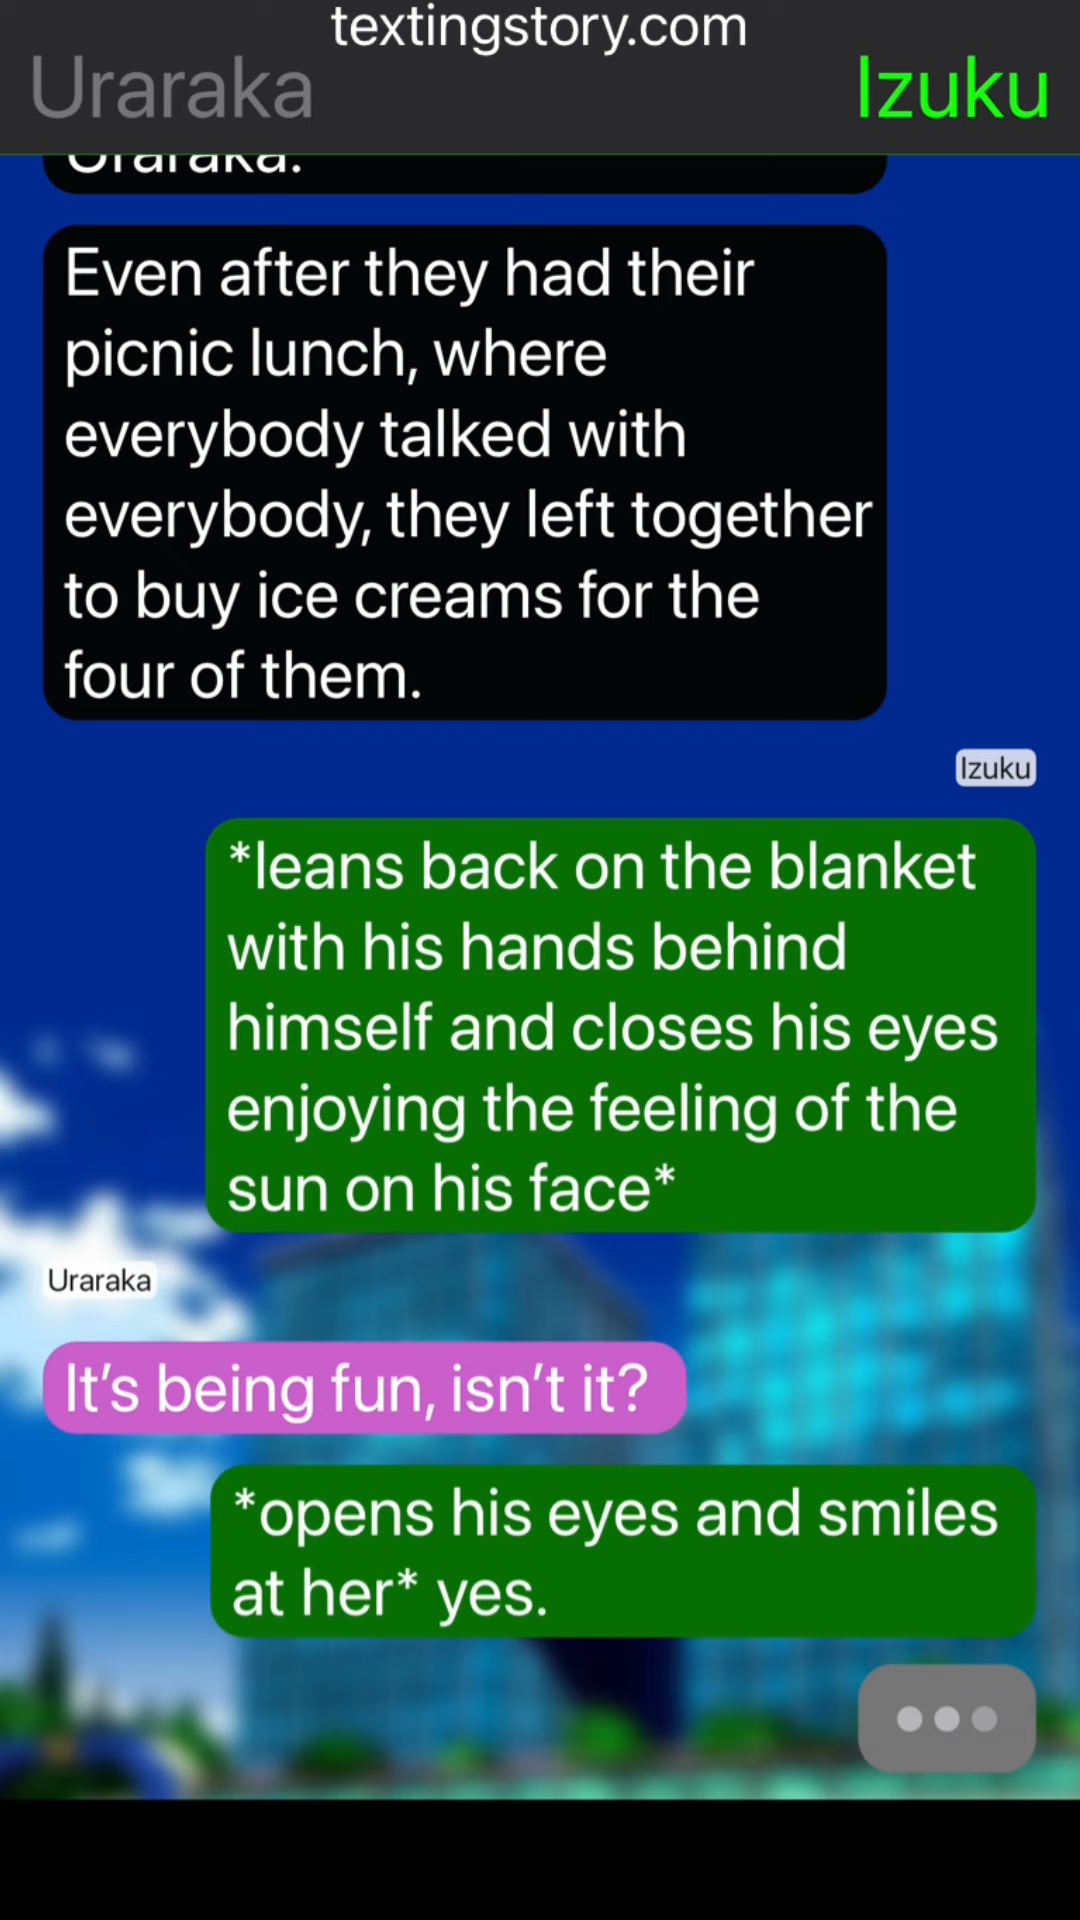 textingstory.com
Uraraka
Izuku
Uraraka.
Even after they had their
picnic lunch, where
everybody talked with
everybody, they left together
to buy ice creams for the
four of them.
Izuku
*leans back on the blanket
with his hands behind
himself and closes his eyes
enjoying the feeling of the
sun on his face*
Uraraka
It’s being fun, isn’t it?
*opens his eyes and smiles
at her* yes.